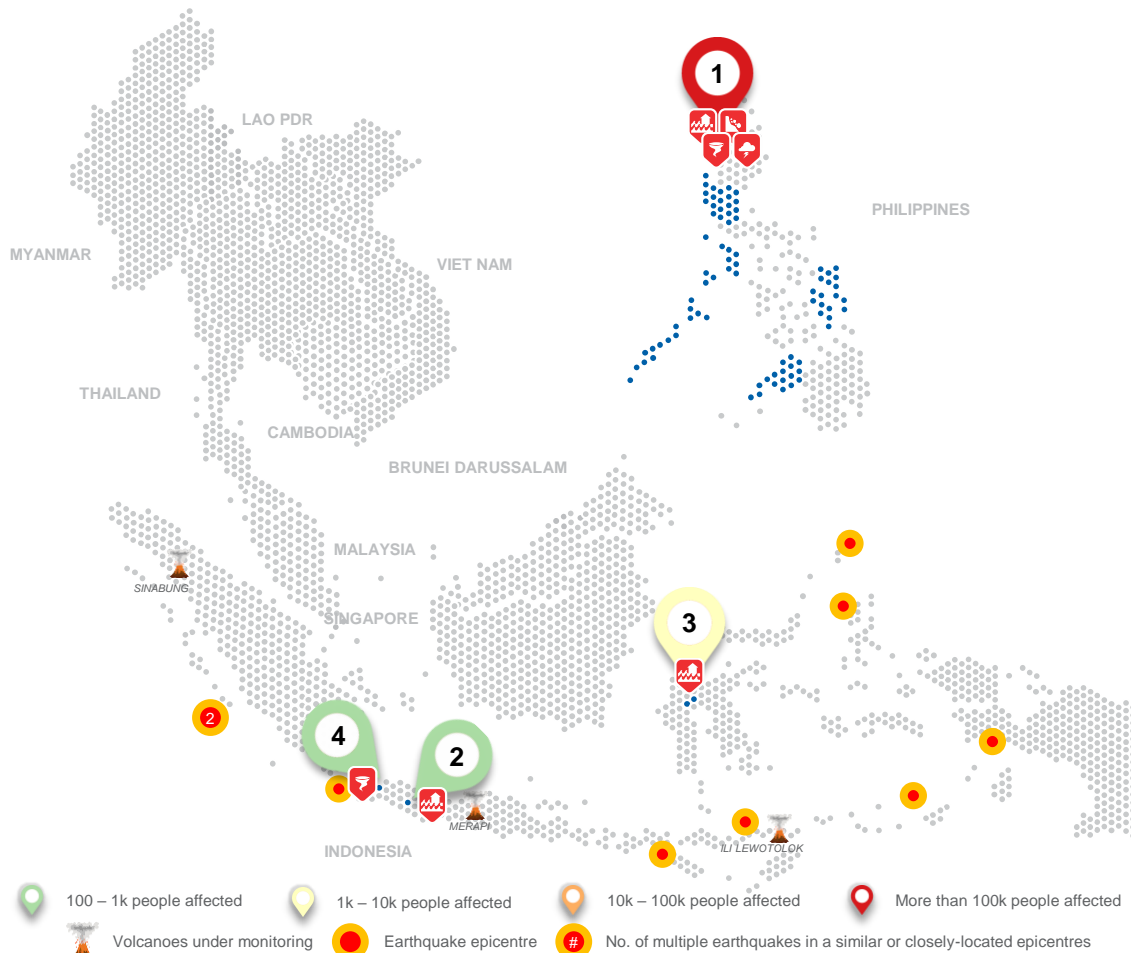 1
LAO PDR
PHILIPPINES
MYANMAR
VIET NAM
THAILAND
CAMBODIA
BRUNEI DARUSSALAM
MALAYSIA
SINABUNG
SINGAPORE
3
2
4
2
MERAPI
ILI LEWOTOLOK
INDONESIA
100 – 1k people affected
1k – 10k people affected
10k – 100k people affected
More than 100k people affected
Volcanoes under monitoring
Earthquake epicentre
#
No. of multiple earthquakes in a similar or closely-located epicentres